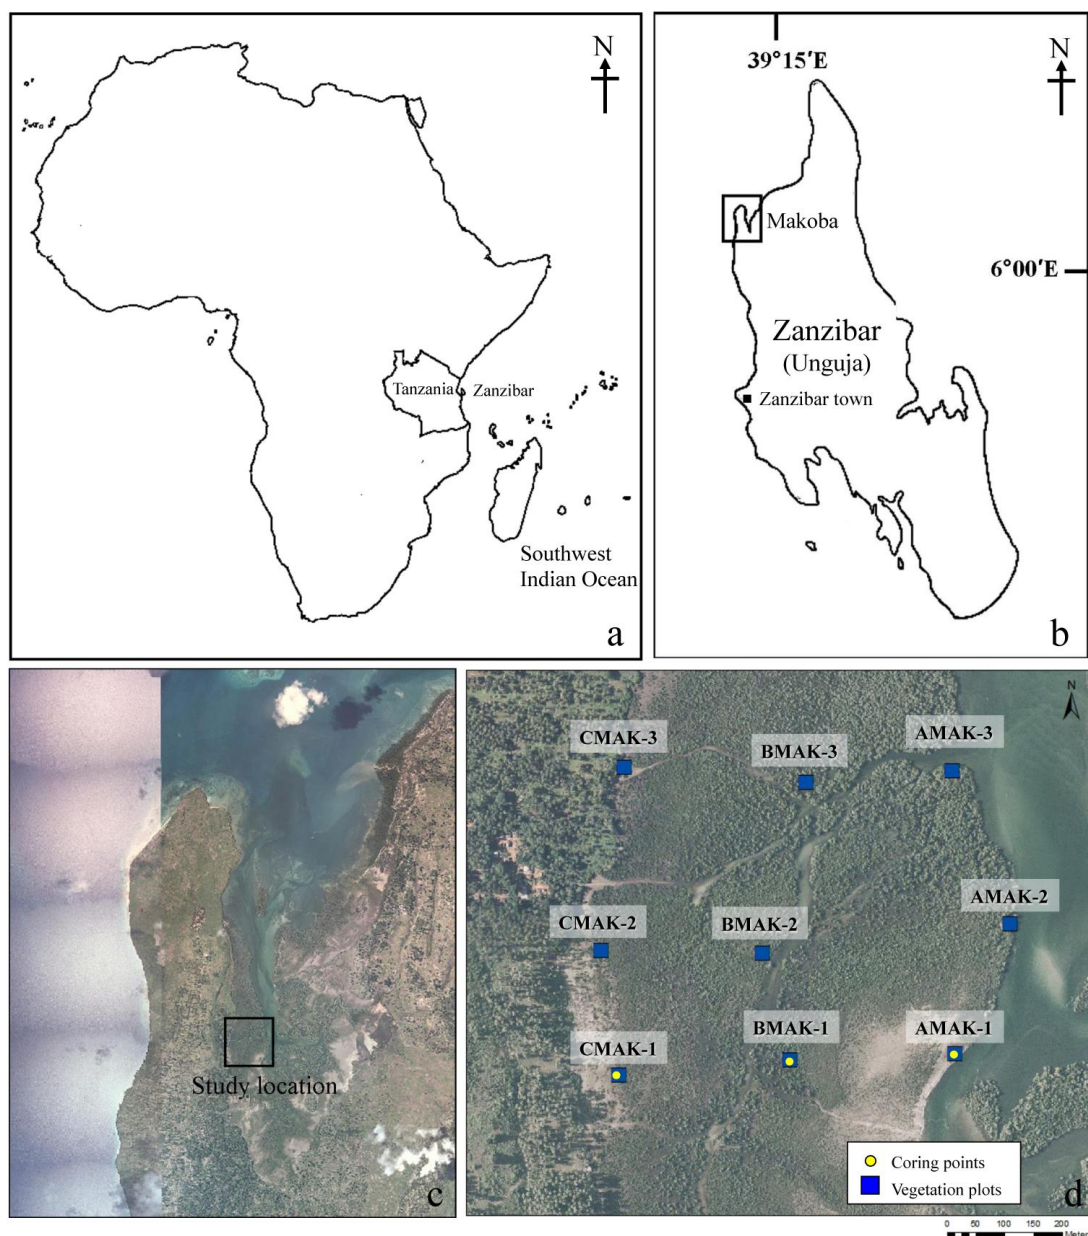 N
Tanzania
Zanzibar
Southwest
Indian Ocean
a
39°15′E
N
Makoba
6°00′E
Zanzibar
(Unguja)
Zanzibar town
b
Study location
c
N
CMAK-3
BMAK-3
AMAK-3
CMAK-2
BMAK-2
AMAK-2
CMAK-1
BMAK-1
AMAK-1
Coring points
Vegetation plots
d
0 50 100 150 200